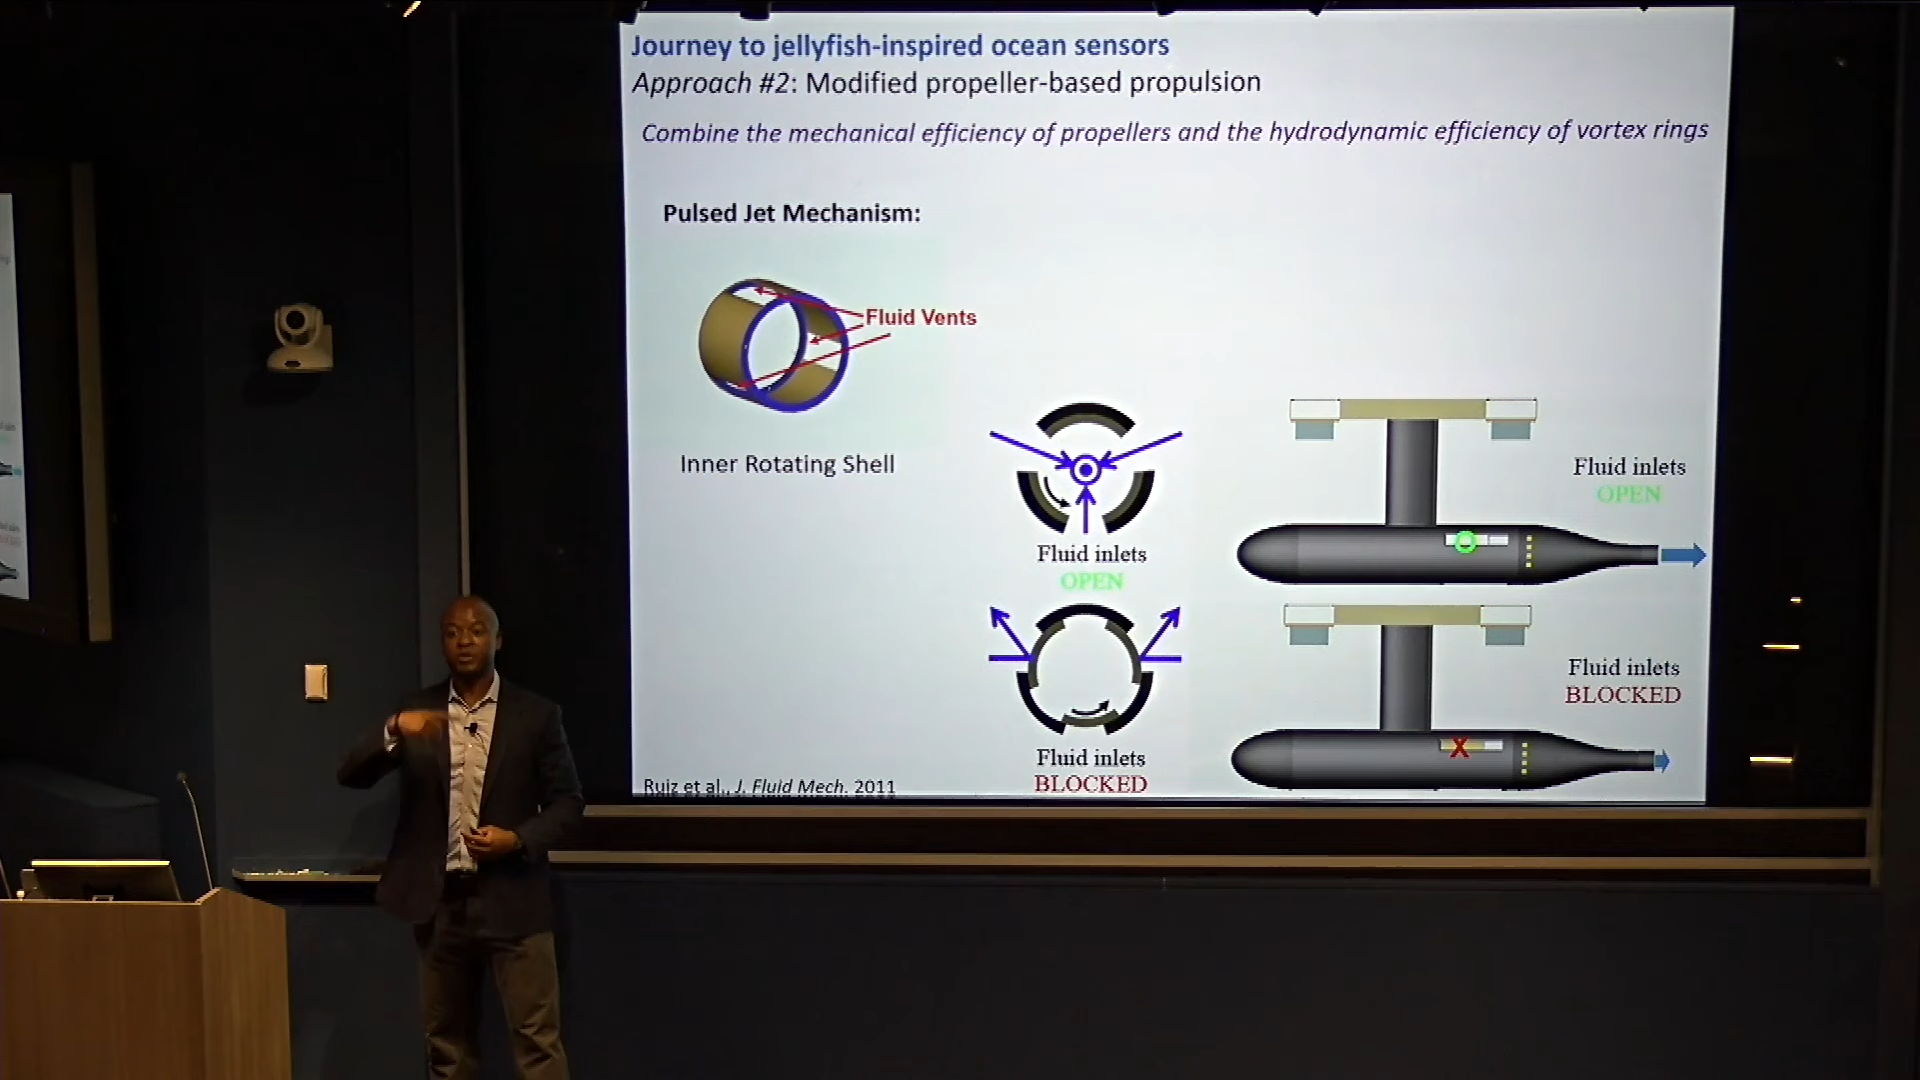 Journey to jellyfish-inspired ocean sensors
Approach #2: Modified propeller-based propulsion
Combine the mechanical efficiency of propellers and the hydrodynamic efficiency of vortex rings
Pulsed Jet Mechanism:
Fluid Vents
Inner Rotating Shell
Fluid inlets
OPEN
Fluid inlets
OPEN
Fluid inlets
BLOCKED
Fluid inlets
BLOCKED
X
Ruiz et al., J. Fluid Mech. 2011